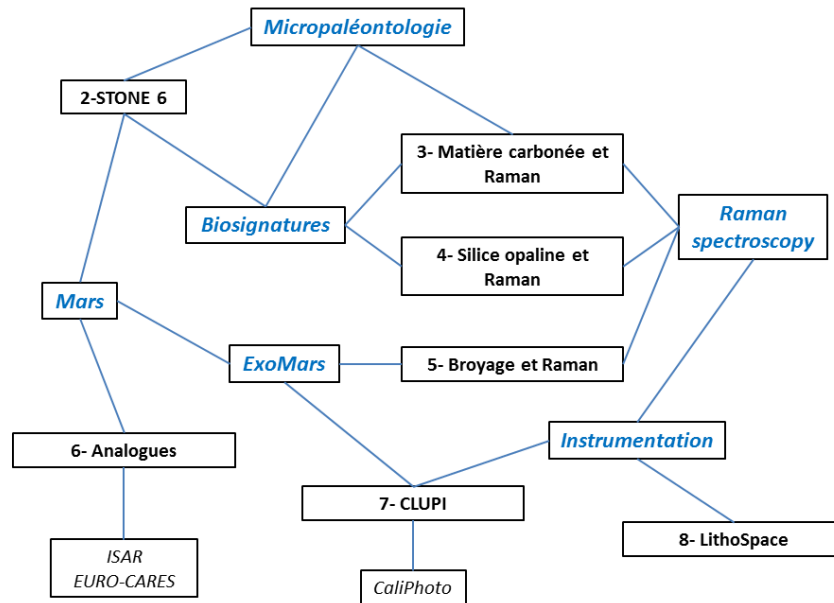 Micropaléontologie
2-STONE 6
3- Matière carbonée et
Raman
Biosignatures
Raman
spectroscopy
4- Silice opaline et
Raman
Mars
ExoMars
5- Broyage et Raman
6- Analogues
Instrumentation
7- CLUPI
8- LithoSpace
ISAR
EURO-CARES
CaliPhoto